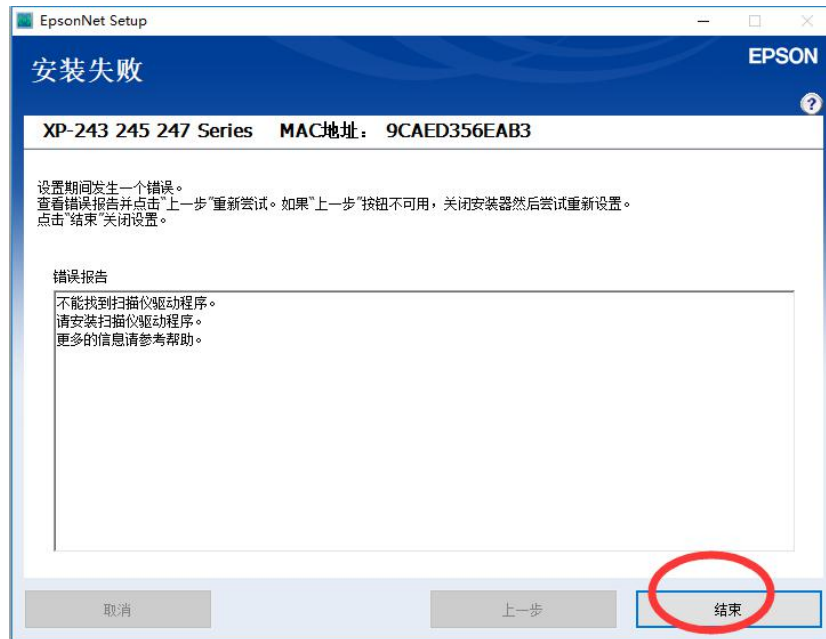 EpsonNet Setup
安装失败
EPSON
?
XP-243 245 247 Series MAC地址： 9CAED356EAB3
设置期间发生一个错误。
查看错误报告并点击"上一步"重新尝试。如果"上一步"按钮不可用，关闭安装器然后尝试重新设置。
点击"结束"关闭设置。
错误报告
不能找到扫描仪驱动程序。
请安装扫描仪驱动程序。
更多的信息请参考帮助。
取消
上一步
结束